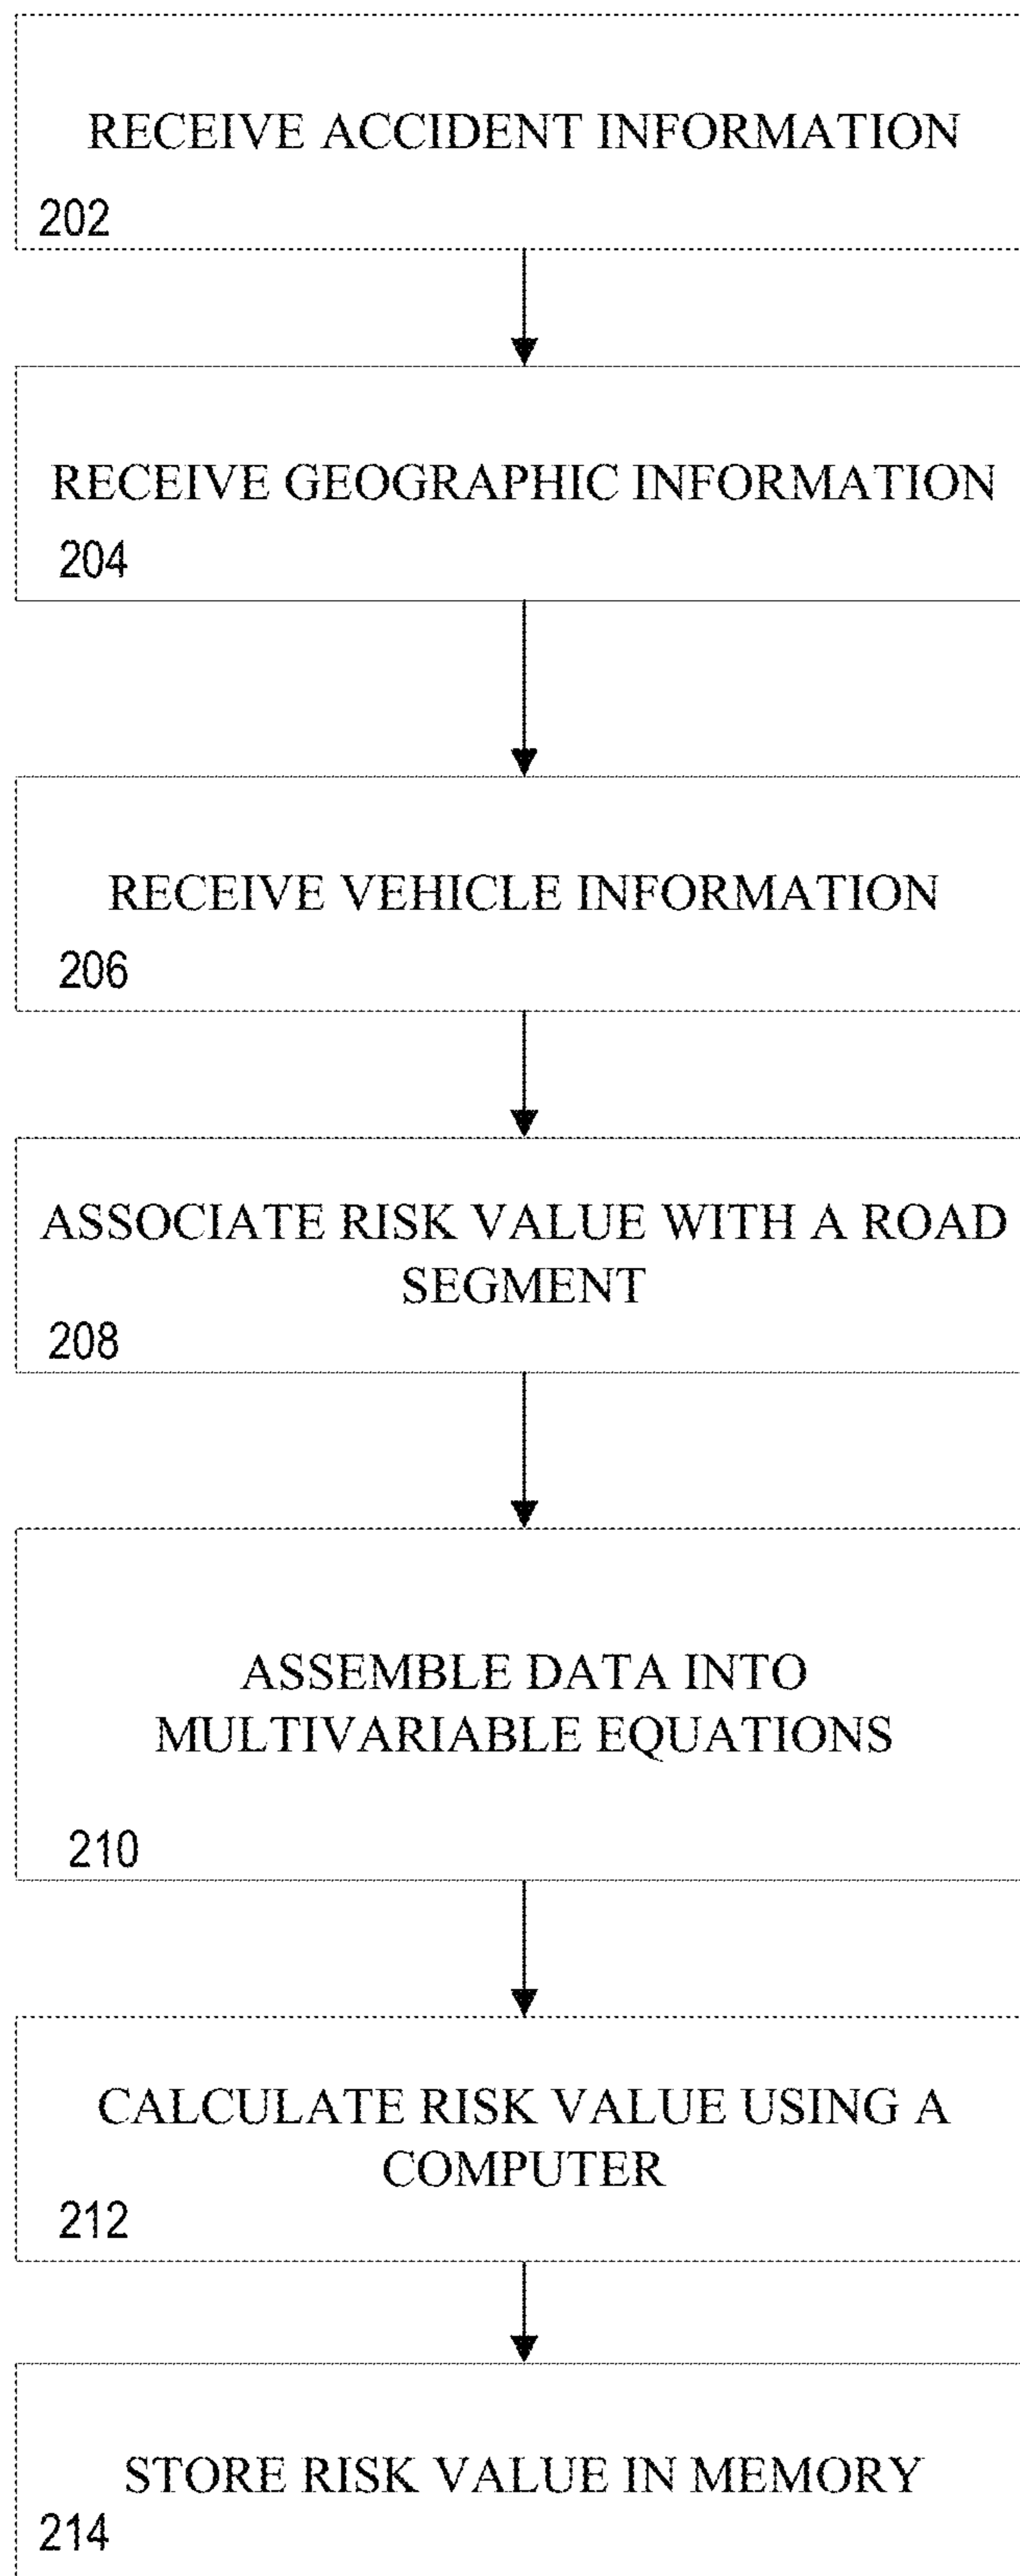 RECEIVE ACCIDENT INFORMATION
202
RECEIVE GEOGRAPHIC INFORMATION
204
RECEIVE VEHICLE INFORMATION
206
ASSOCIATE RISK VALUE WITH A ROAD
SEGMENT
208
ASSEMBLE DATA INTO
MULTIVARIABLE EQUATIONS
210
CALCULATE RISK VALUE USING A
COMPUTER
212
STORE RISK VALUE IN MEMORY
214